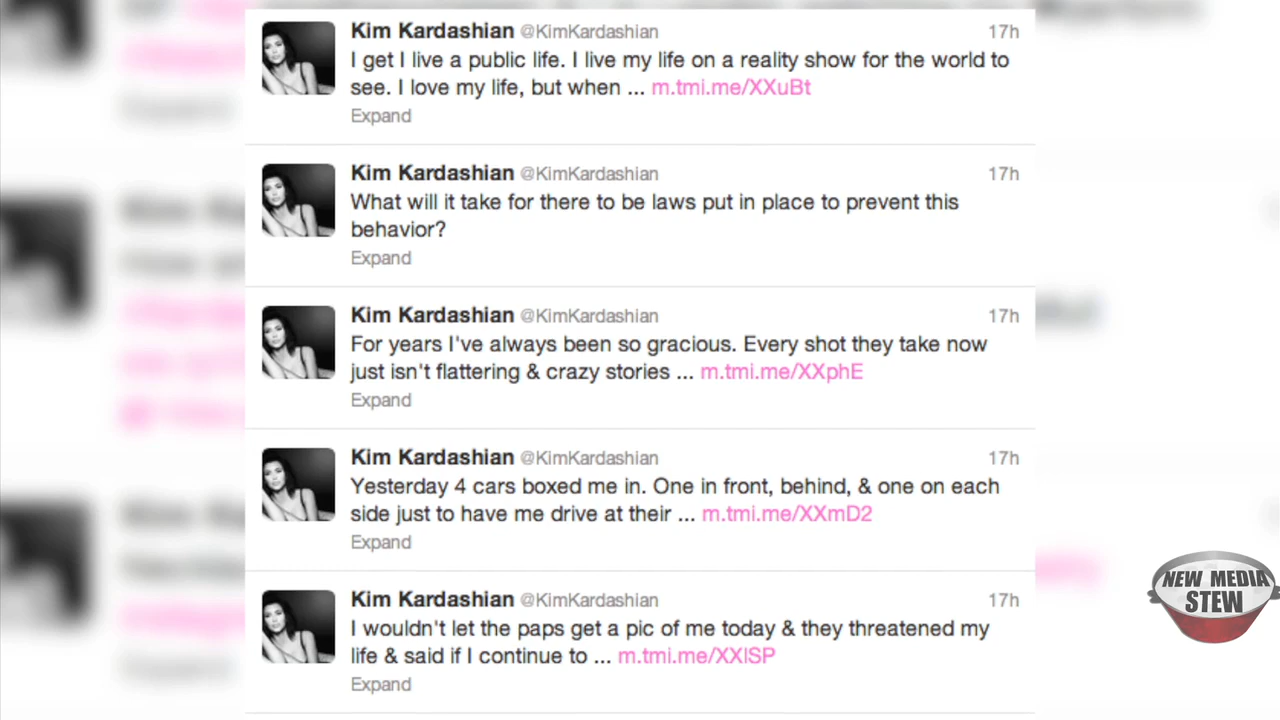 Kim Kardashian @KimKardashian 17h
I get I live a public life. I live my life on a reality show for the world to
see. I love my life, but when ... m.tmi.me/XXuBt
Expand
Kim Kardashian @KimKardashian 17h
What will it take for there to be laws put in place to prevent this
behavior?
Expand
Kim Kardashian @KimKardashian 17h
For years I've always been so gracious. Every shot they take now
just isn't flattering & crazy stories ... m.tmi.me/XXphE
Expand
Kim Kardashian @KimKardashian 17h
Yesterday 4 cars boxed me in. One in front, behind, & one on each
side just to have me drive at their ... m.tmi.me/XXmD2
Expand
Kim Kardashian @KimKardashian 17h
I wouldn't let the paps get a pic of me today & they threatened my
life & said if I continue to ... m.tmi.me/XXlSP
Expand
NEW MEDIA
STEW